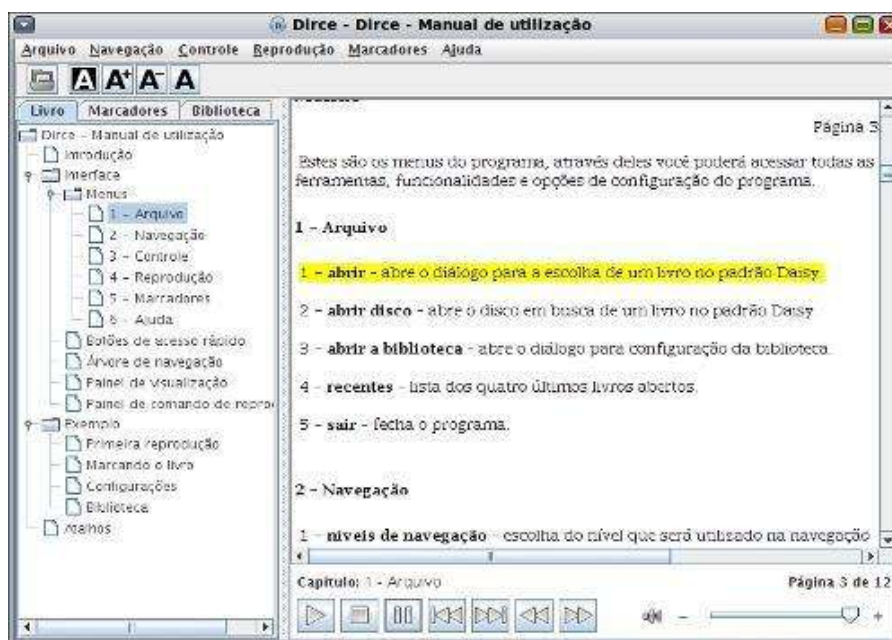 Dirce - Dirce - Manual de utilização
Arquivo Navegação Controle Reprodução Marcadores Ajuda
A A+ A- A
Livro Marcadores Biblioteca
Dirce - Manual de utilização
Introdução
Interface
Menus
1 - Arquivo
2 - Navegação
3 - Controle
4 - Reprodução
5 - Marcadores
6 - Ajuda
Botões de acesso rápido
Árvore de navegação
Painel de visualização
Painel de comando de repro
Exemplo
Primeira reprodução
Marcando o livro
Configurações
Biblioteca
Atalhos
Página 3
Estes são os menus do programa, através deles você poderá acessar todas as
ferramentas, funcionalidades e opções de configuração do programa.
1 - Arquivo
1 - abrir - abre o diálogo para a escolha de um livro no padrão Daisy
2 - abrir disco - abre o disco em busca de um livro no padrão Daisy
3 - abrir a biblioteca - abre o diálogo para configuração da biblioteca.
4 - recentes - lista dos quatro últimos livros abertos.
5 - sair - fecha o programa.
2 - Navegação
1 - níveis de navegação - escolha do nível que será utilizado na navegação
Capítulo: 1 - Arquivo
Página 3 de 12
- +